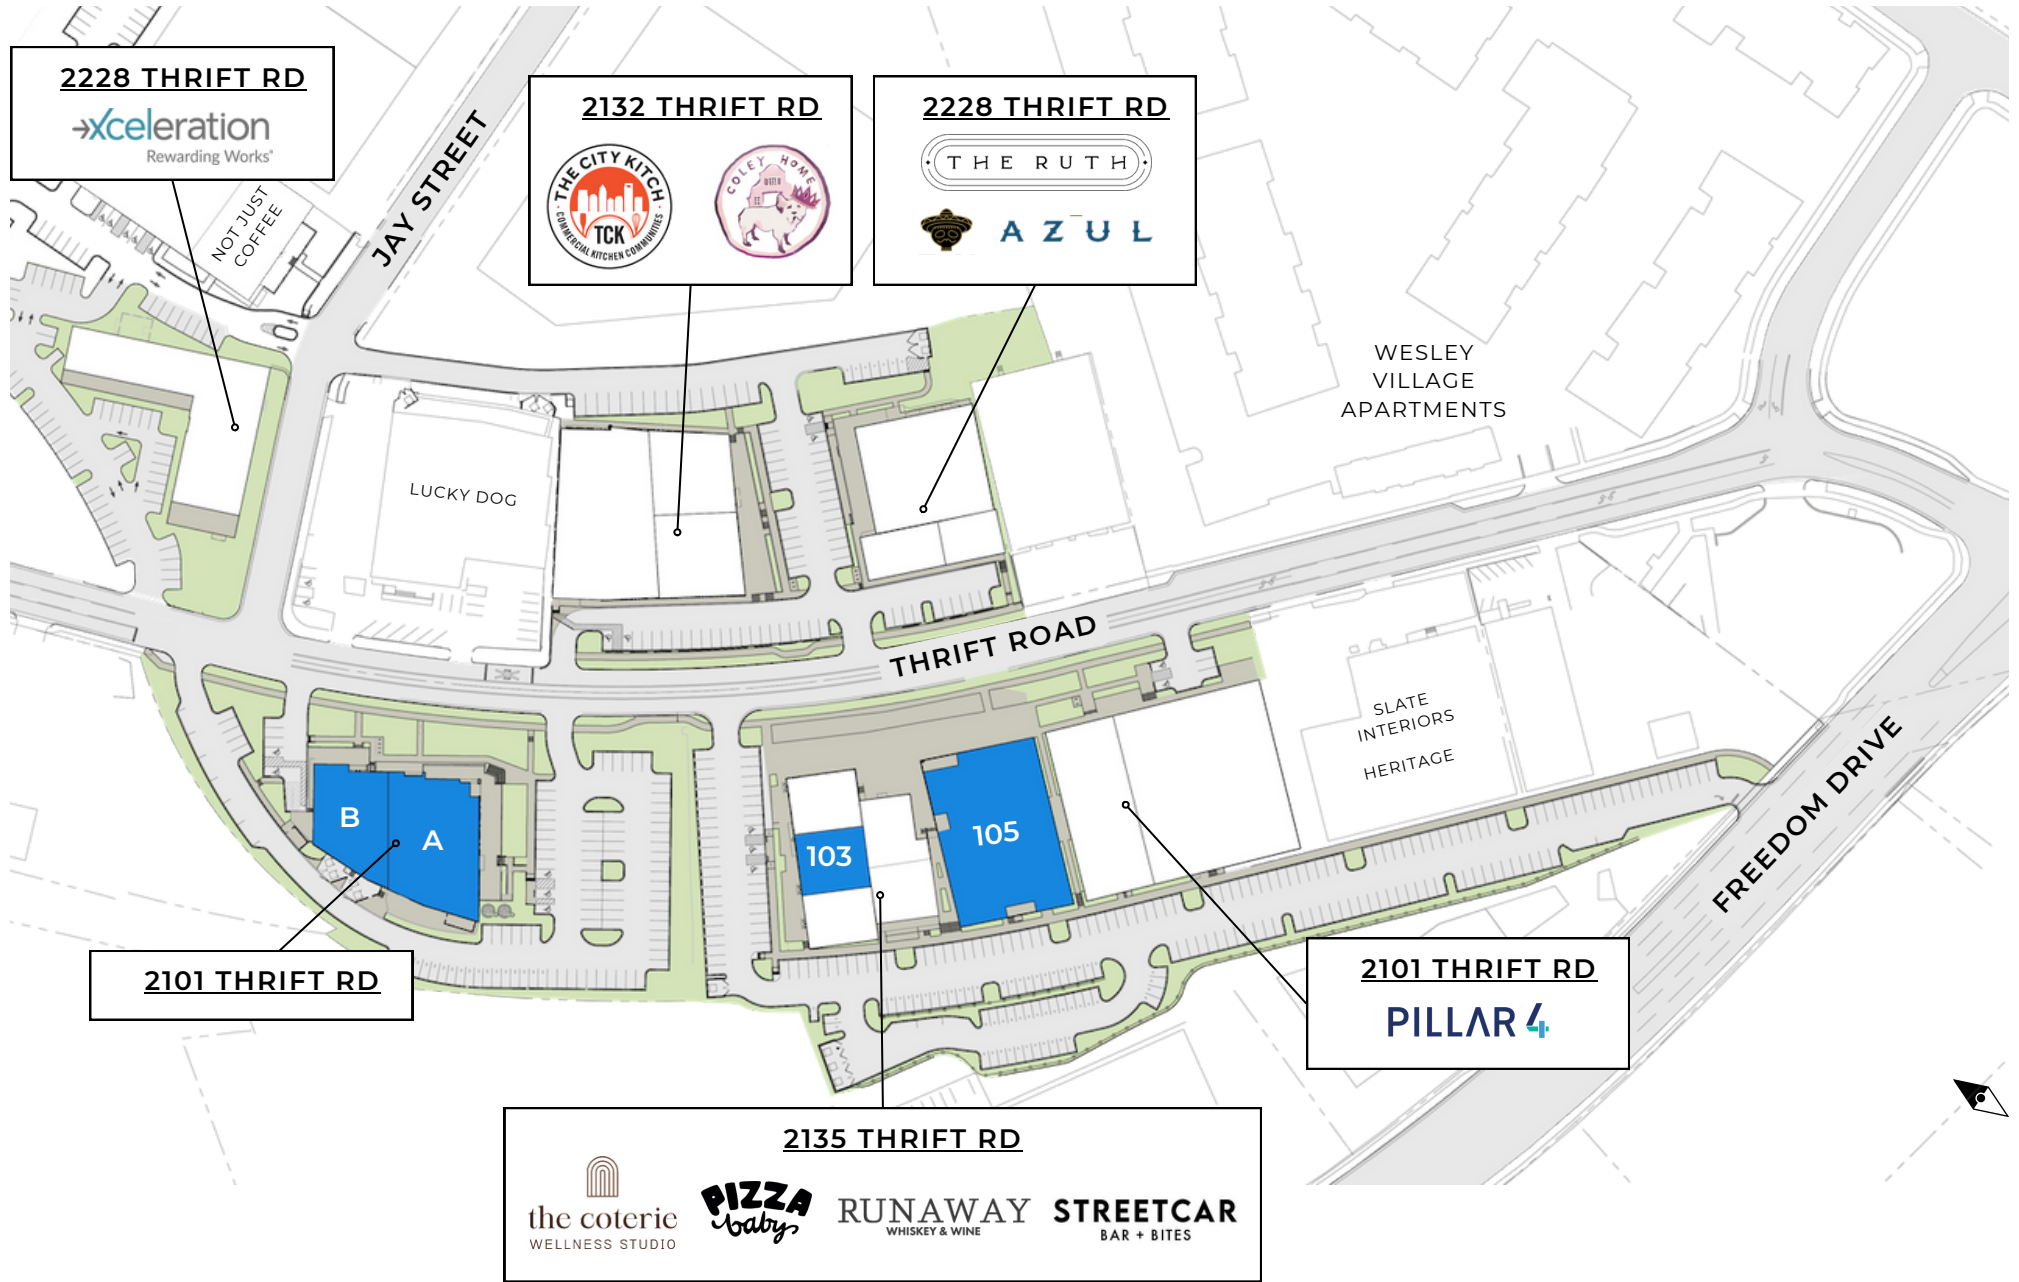 2228 THRIFT RD
xceleration
Rewarding Works
2132 THRIFT RD
THE CITY KITCH
TCK
COMMERCIAL KITCHEN COMMUNITIES
COLEY HOME
2228 THRIFT RD
THE RUTH
AZUL
NOT JUST
COFFEE
JAY STREET
WESLEY
VILLAGE
APARTMENTS
LUCKY DOG
THRIFT ROAD
SLATE
INTERIORS
HERITAGE
FREEDOM DRIVE
B
A
103
105
2101 THRIFT RD
2101 THRIFT RD
PILLAR 4
2135 THRIFT RD
the coterie
WELLNESS STUDIO
PIZZA
baby
RUNAWAY
WHISKEY & WINE
STREETCAR
BAR + BITES